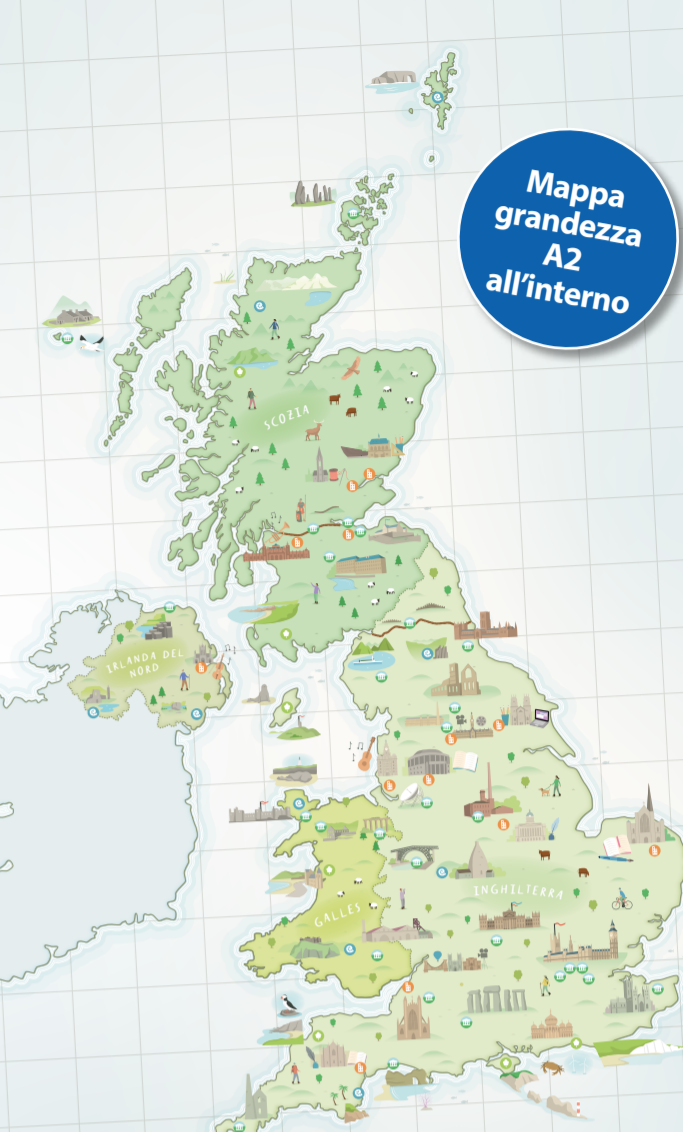 Mappa
grandezza
A2
all’interno
SCOZIA
IRLANDA DEL
NORD
INGHILTERRA
GALLES